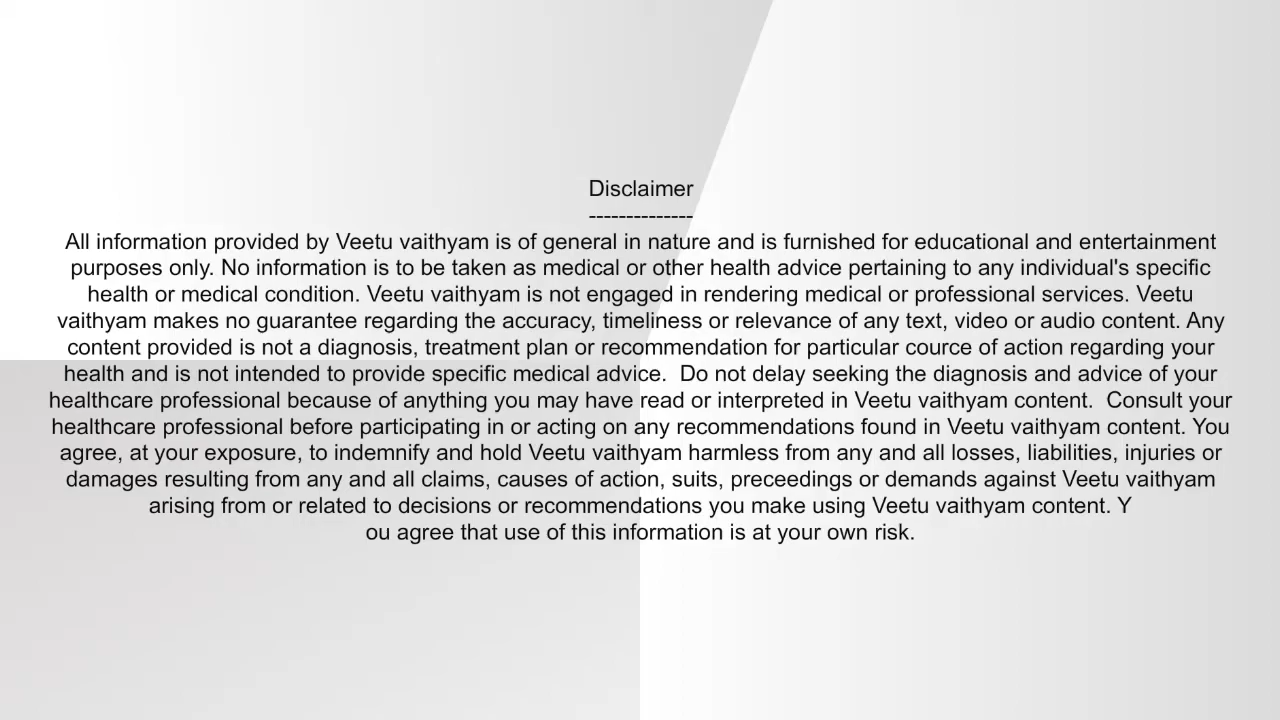 Disclaimer
--------------
All information provided by Veetu vaithyam is of general in nature and is furnished for educational and entertainment
purposes only. No information is to be taken as medical or other health advice pertaining to any individual's specific
health or medical condition. Veetu vaithyam is not engaged in rendering medical or professional services. Veetu
vaithyam makes no guarantee regarding the accuracy, timeliness or relevance of any text, video or audio content. Any
content provided is not a diagnosis, treatment plan or recommendation for particular cource of action regarding your
health and is not intended to provide specific medical advice.  Do not delay seeking the diagnosis and advice of your
healthcare professional because of anything you may have read or interpreted in Veetu vaithyam content.  Consult your
healthcare professional before participating in or acting on any recommendations found in Veetu vaithyam content. You
agree, at your exposure, to indemnify and hold Veetu vaithyam harmless from any and all losses, liabilities, injuries or
damages resulting from any and all claims, causes of action, suits, preceedings or demands against Veetu vaithyam
arising from or related to decisions or recommendations you make using Veetu vaithyam content. Y
ou agree that use of this information is at your own risk.